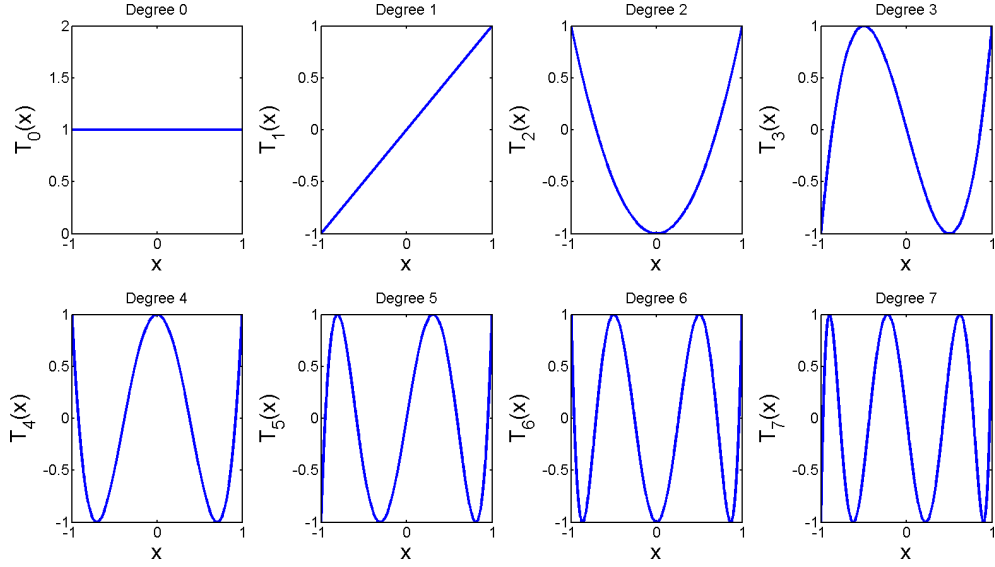 Degree 0
2
1.5
1
0.5
0
-1
0
1
x
T0(x)
Degree 1
1
0.5
0
-0.5
-1
-1
0
1
x
T1(x)
Degree 2
1
0.5
0
-0.5
-1
-1
0
1
x
T2(x)
Degree 3
1
0.5
0
-0.5
-1
-1
0
1
x
T3(x)
Degree 4
1
0.5
0
-0.5
-1
-1
0
1
x
T4(x)
Degree 5
1
0.5
0
-0.5
-1
-1
0
1
x
T5(x)
Degree 6
1
0.5
0
-0.5
-1
-1
0
1
x
T6(x)
Degree 7
1
0.5
0
-0.5
-1
-1
0
1
x
T7(x)